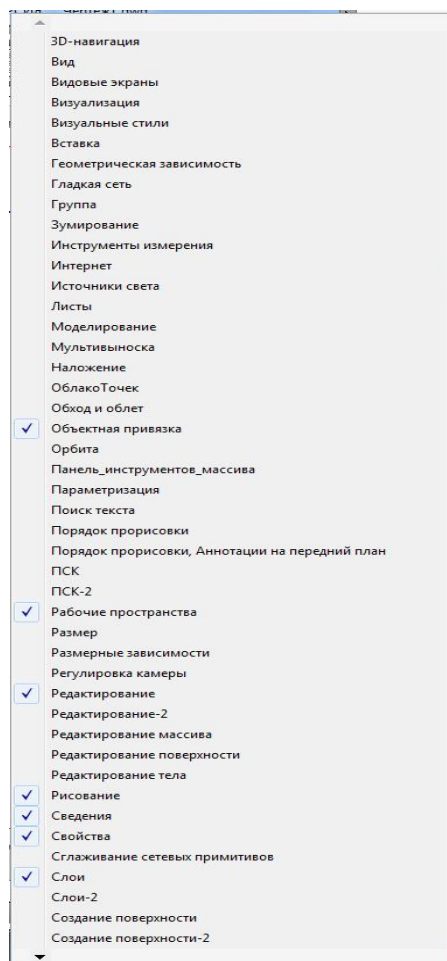 3D-навигация
Вид
Видовые экраны
Визуализация
Визуальные стили
Вставка
Геометрическая зависимость
Гладкая сеть
Группа
Зумирование
Инструменты измерения
Интернет
Источники света
Листы
Моделирование
Мультивыноска
Наложение
ОблакоТочек
Обход и облет
Объектная привязка
Орбита
Панель_инструментов_массива
Параметризация
Поиск текста
Порядок прорисовки
Порядок прорисовки, Аннотации на передний план
ПСК
ПСК-2
Рабочие пространства
Размер
Размерные зависимости
Регулировка камеры
Редактирование
Редактирование-2
Редактирование массива
Редактирование поверхности
Редактирование тела
Рисование
Сведения
Свойства
Сглаживание сетевых примитивов
Слои
Слои-2
Создание поверхности
Создание поверхности-2